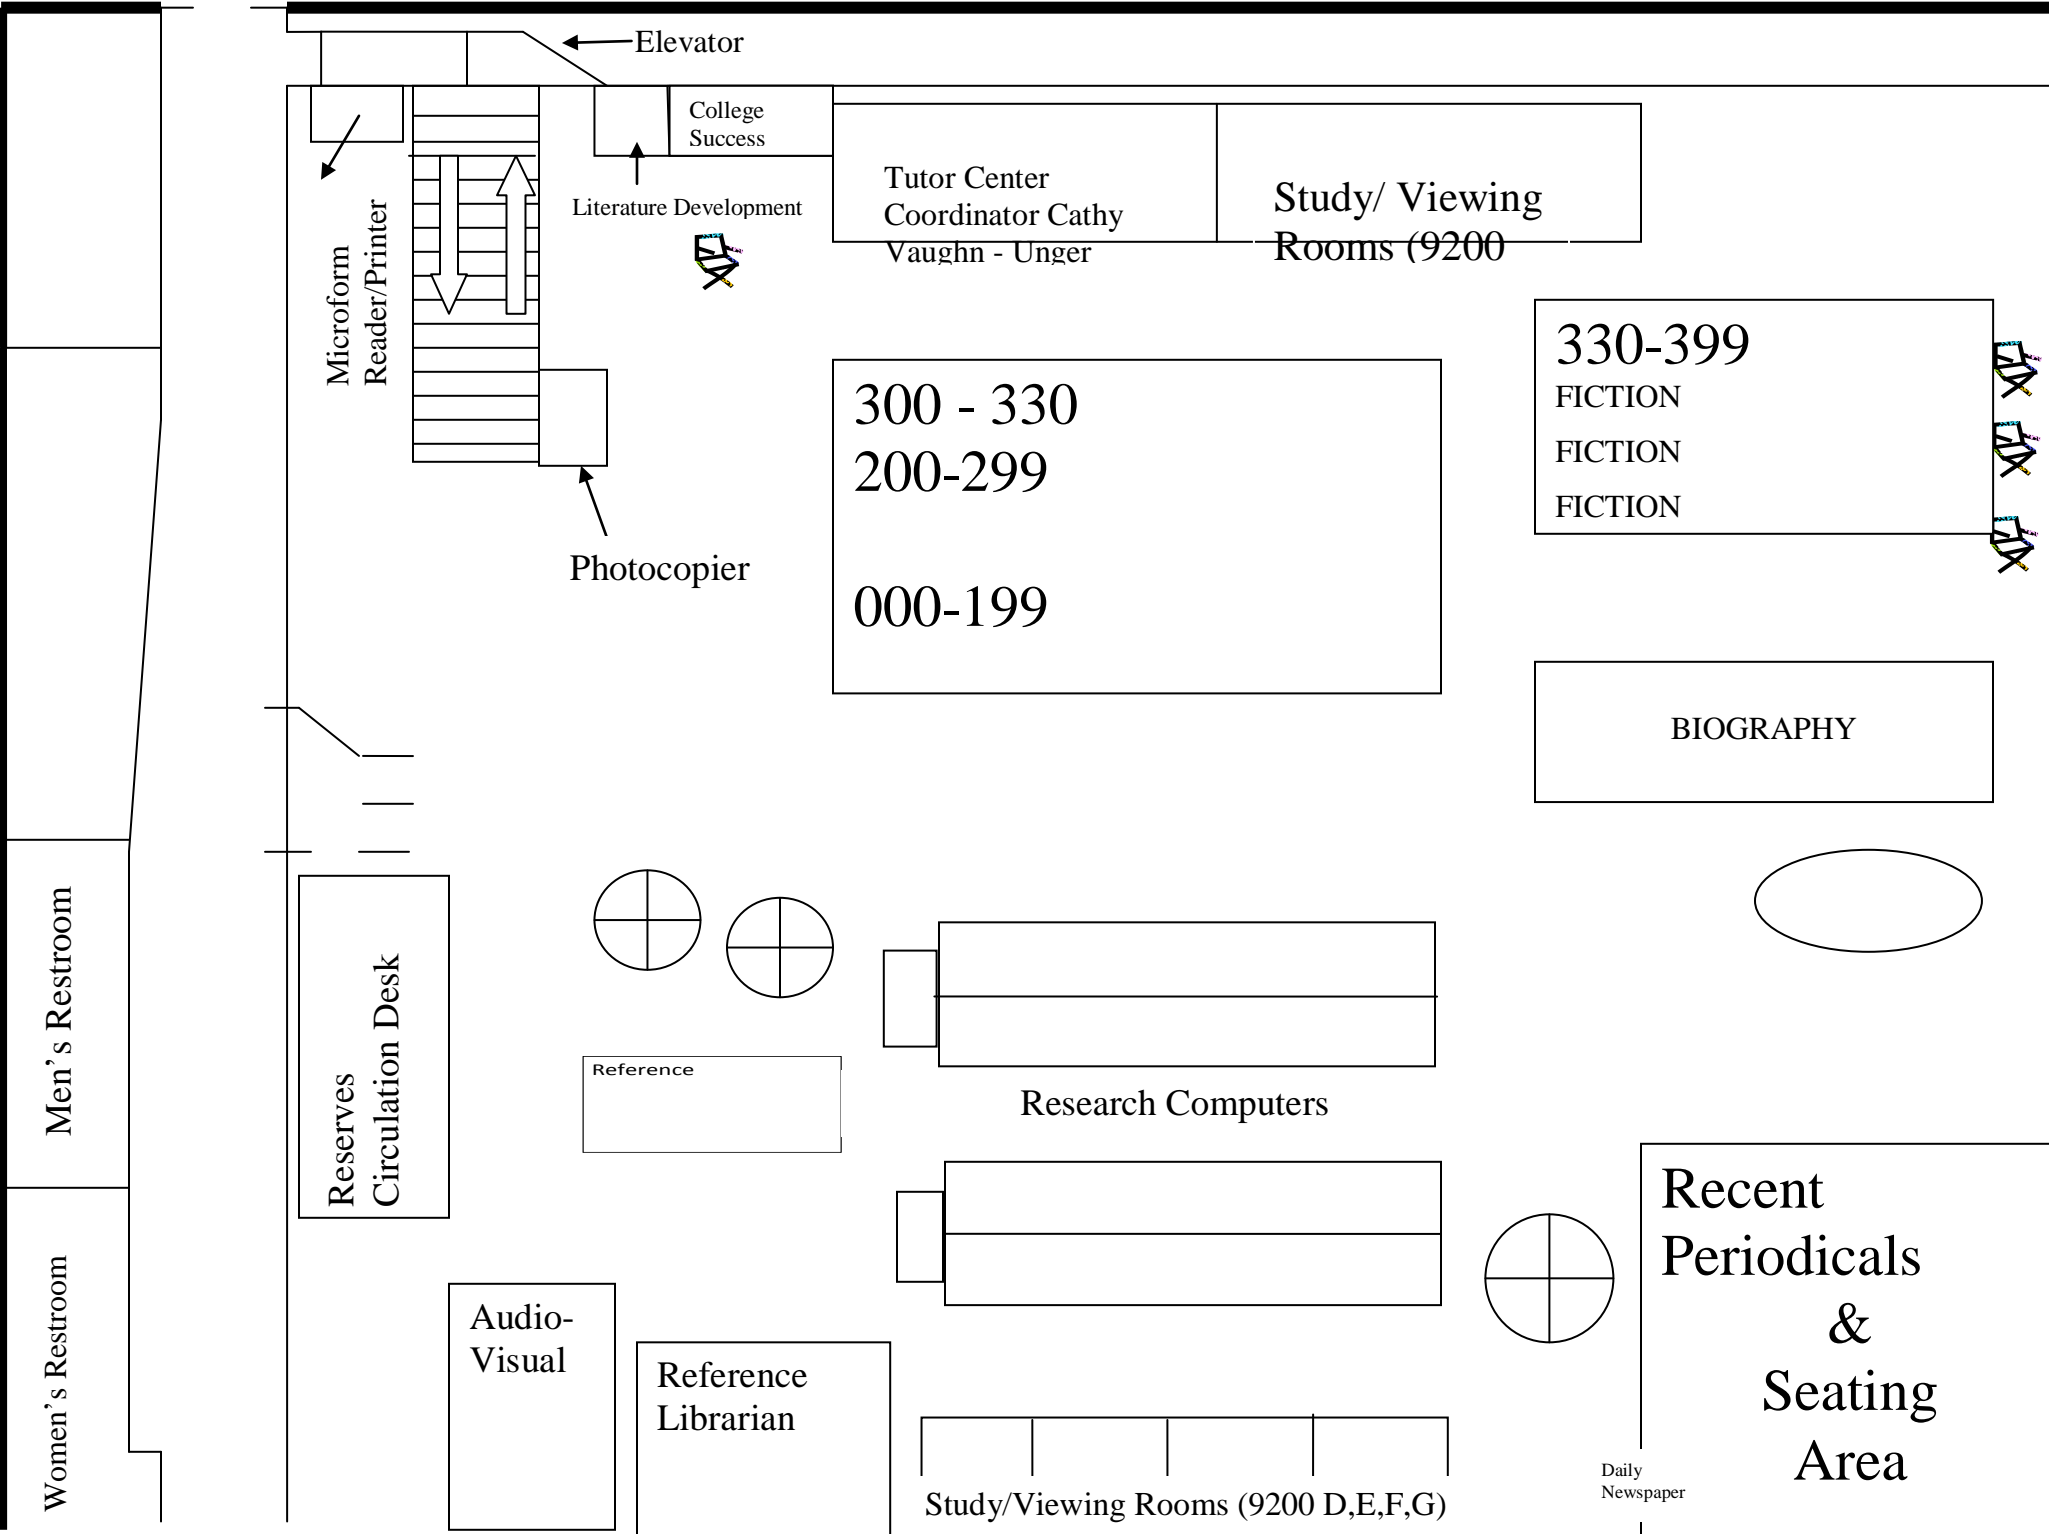 Elevator
College
Success
Tutor Center
Coordinator Cathy
Vaughn - Unger
Study/ Viewing
Rooms (9200
Literature Development
Microform
Reader/Printer
330-399
FICTION
FICTION
FICTION
300 - 330
200-299
000-199
Photocopier
BIOGRAPHY
Men's Restroom
Reserves
Circulation Desk
Reference
Research Computers
Women's Restroom
Audio-
Visual
Reference
Librarian
Study/Viewing Rooms (9200 D,E,F,G)
Recent
Periodicals
&
Seating
Area
Daily
Newspaper